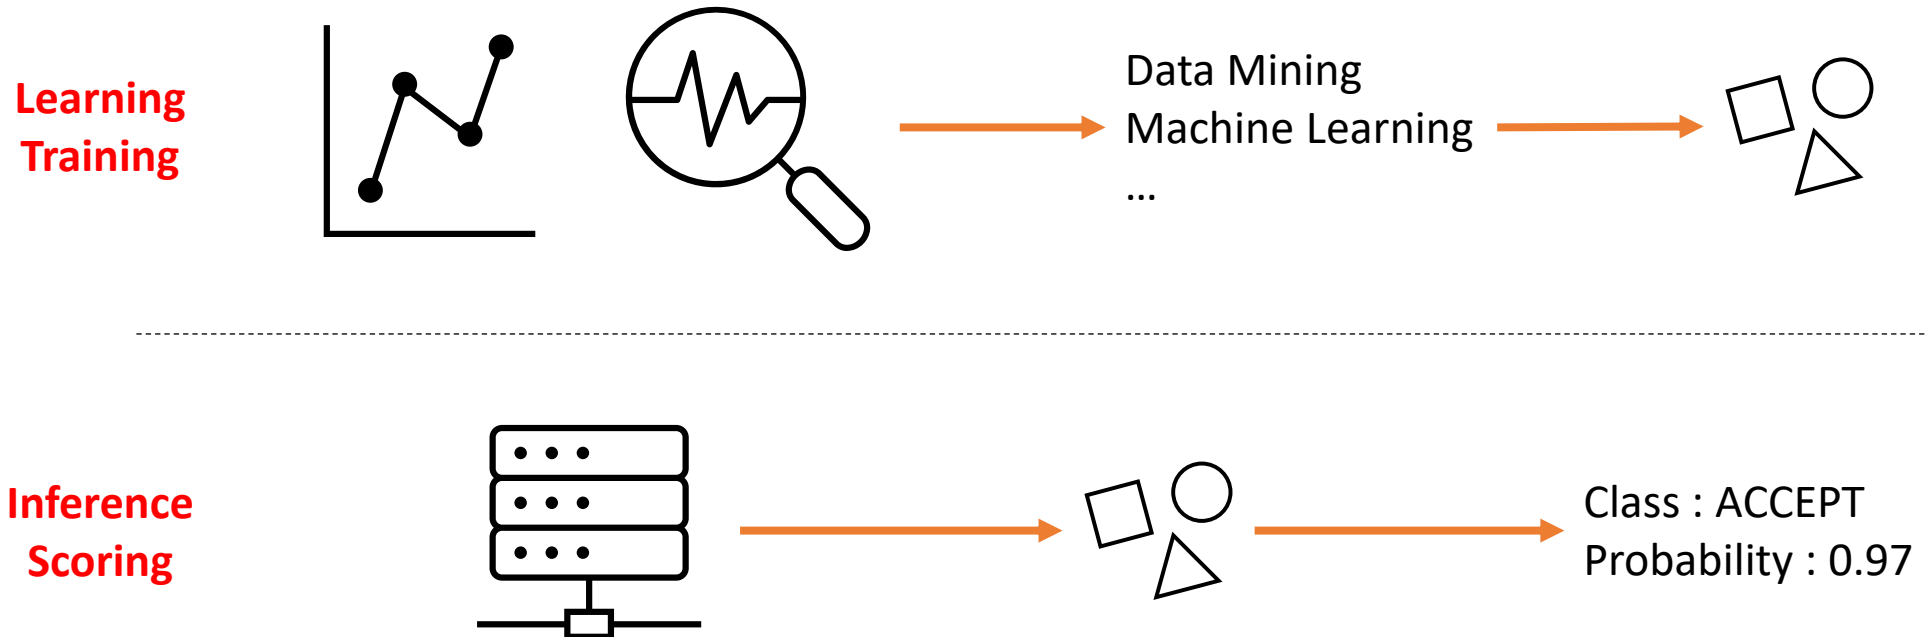 Learning
Training
Data Mining
Machine Learning
...
Inference
Scoring
Class : ACCEPT
Probability : 0.97